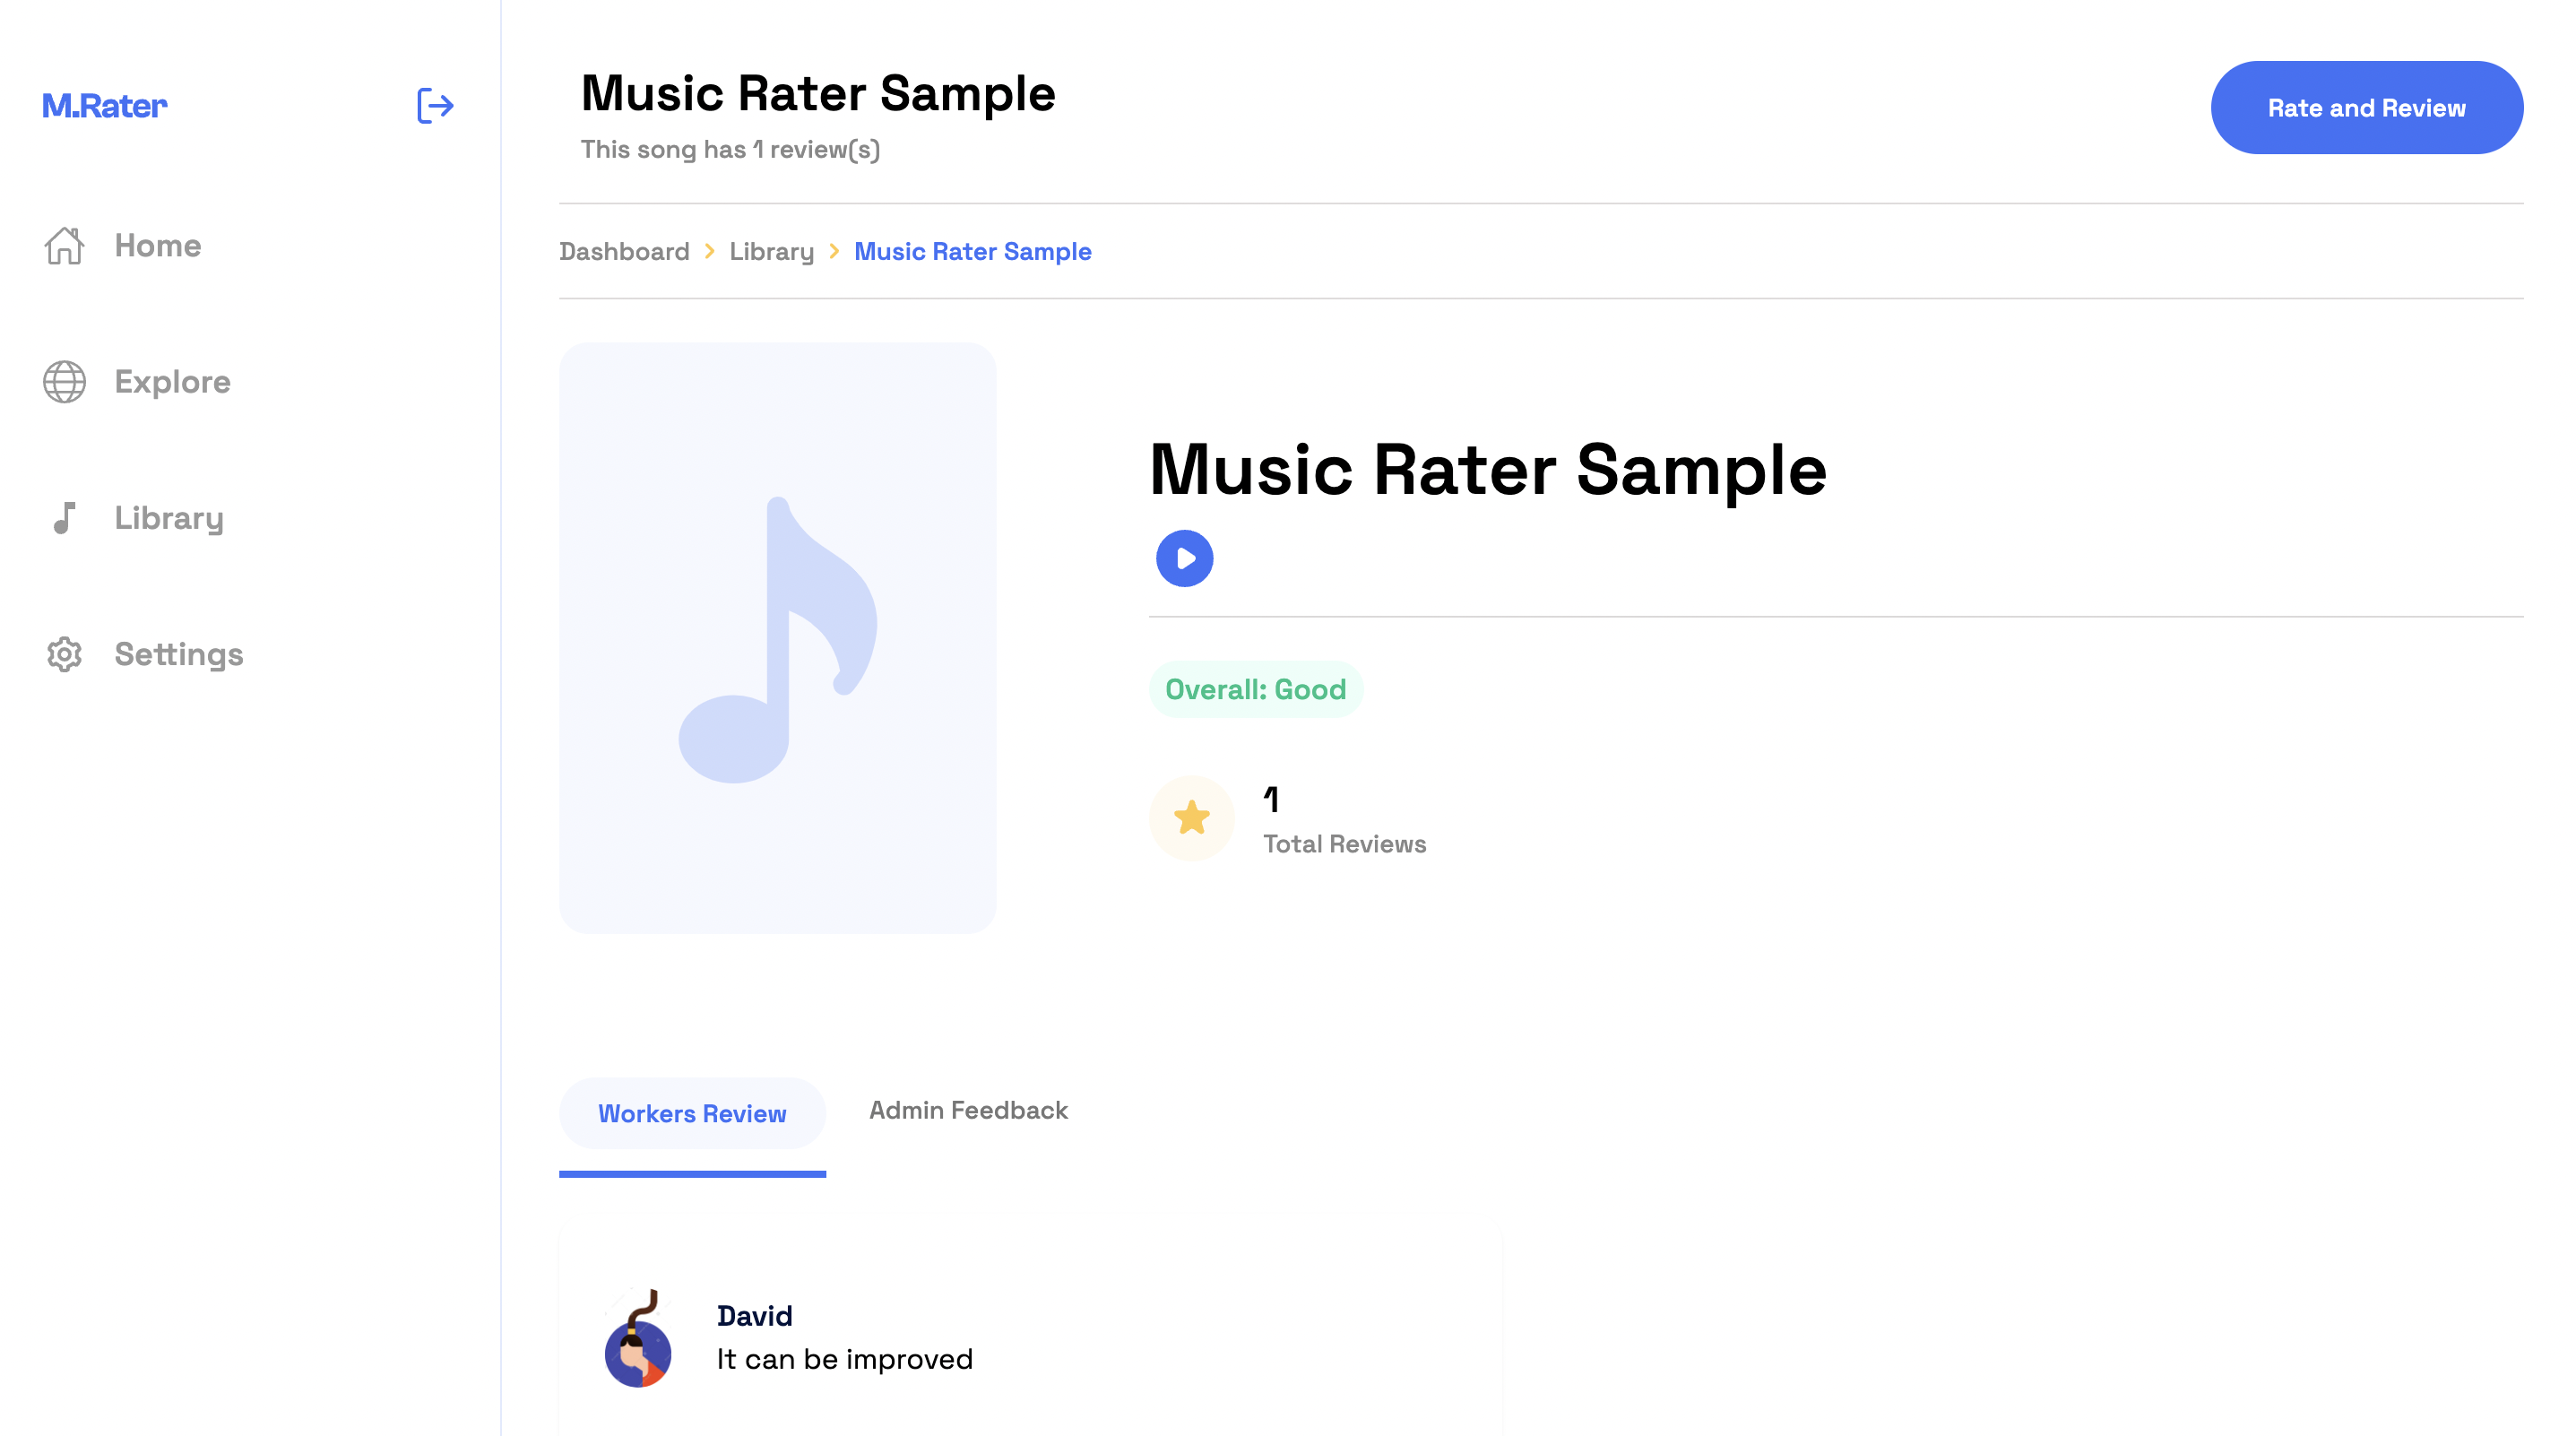 M.Rater
Home
Explore
Library
Settings
Music Rater Sample
This song has 1 review(s)
Rate and Review
Dashboard
Library
Music Rater Sample
Music Rater Sample
Overall: Good
1
Total Reviews
Workers Review
Admin Feedback
David
It can be improved